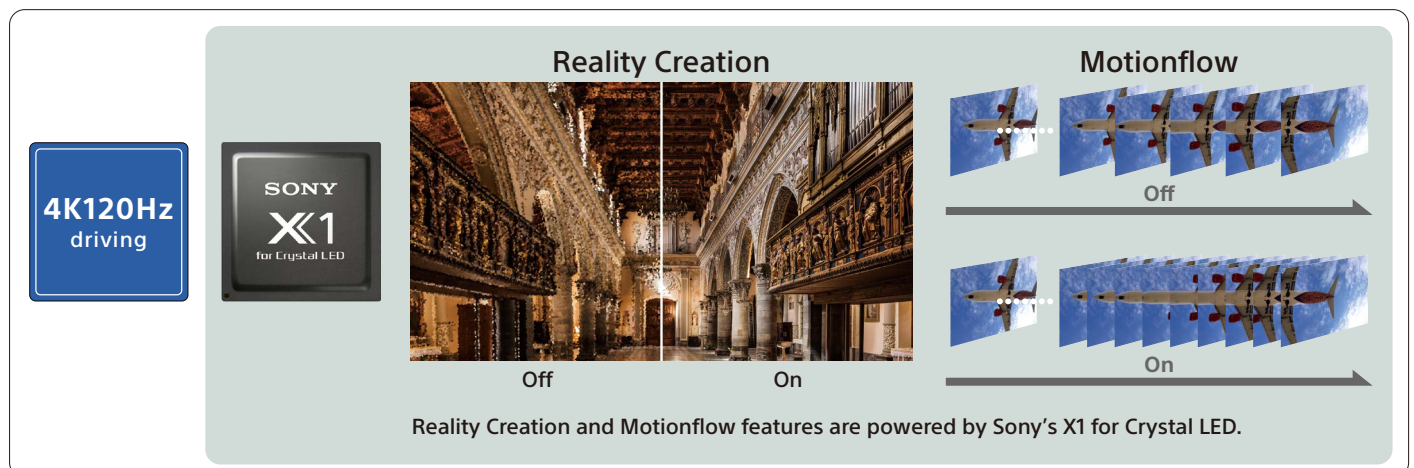 4K120Hz
driving
SONY
X1
for Crystal LED
Reality Creation
Off
On
Motionflow
Off
On
Reality Creation and Motionflow features are powered by Sony's X1 for Crystal LED.